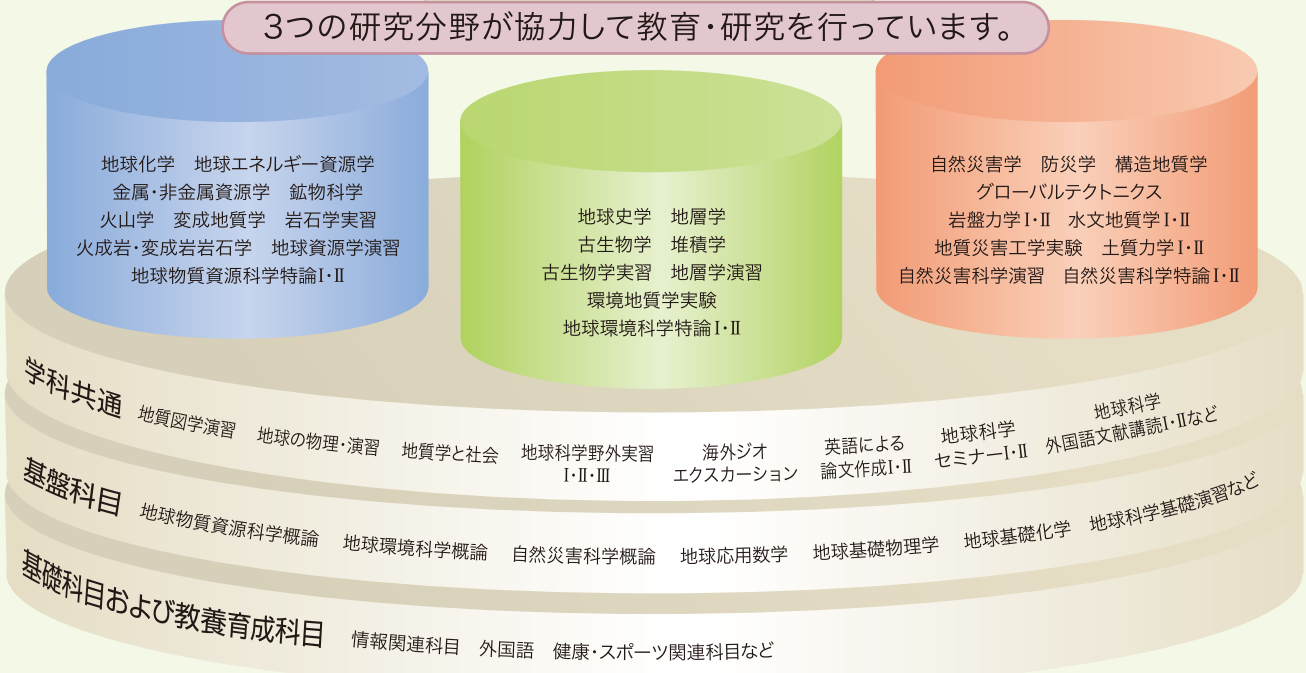 3つの研究分野が協力して教育・研究を行っています。
地球化学　地球エネルギー資源学
金属・非金属資源学　鉱物科学
火山学　変成地質学　岩石学実習
火成岩・変成岩岩石学　地球資源学演習
地球物質資源科学特論Ⅰ・Ⅱ
地球史学　地層学
古生物学　堆積学
古生物学実習　地層学演習
環境地質学実験
地球環境科学特論Ⅰ・Ⅱ
自然災害学　防災学　構造地質学
グローバルテクトニクス
岩盤力学Ⅰ・Ⅱ　水文地質学Ⅰ・Ⅱ
地質災害工学実験　土質力学Ⅰ・Ⅱ
自然災害科学演習　自然災害科学特論Ⅰ・Ⅱ
学科共通
地質図学演習
地球の物理・演習
地質学と社会
地球科学野外実習
Ⅰ・Ⅱ・Ⅲ
海外ジオ
エクスカーション
英語による
論文作成Ⅰ・Ⅱ
地球科学
セミナーⅠ・Ⅱ
地球科学
外国語文献講読Ⅰ・Ⅱなど
基盤科目
地球物質資源科学概論　地球環境科学概論　自然災害科学概論　地球応用数学　地球基礎物理学　地球基礎化学　地球科学基礎演習など
基礎科目および教養育成科目
情報関連科目　外国語　健康・スポーツ関連科目など